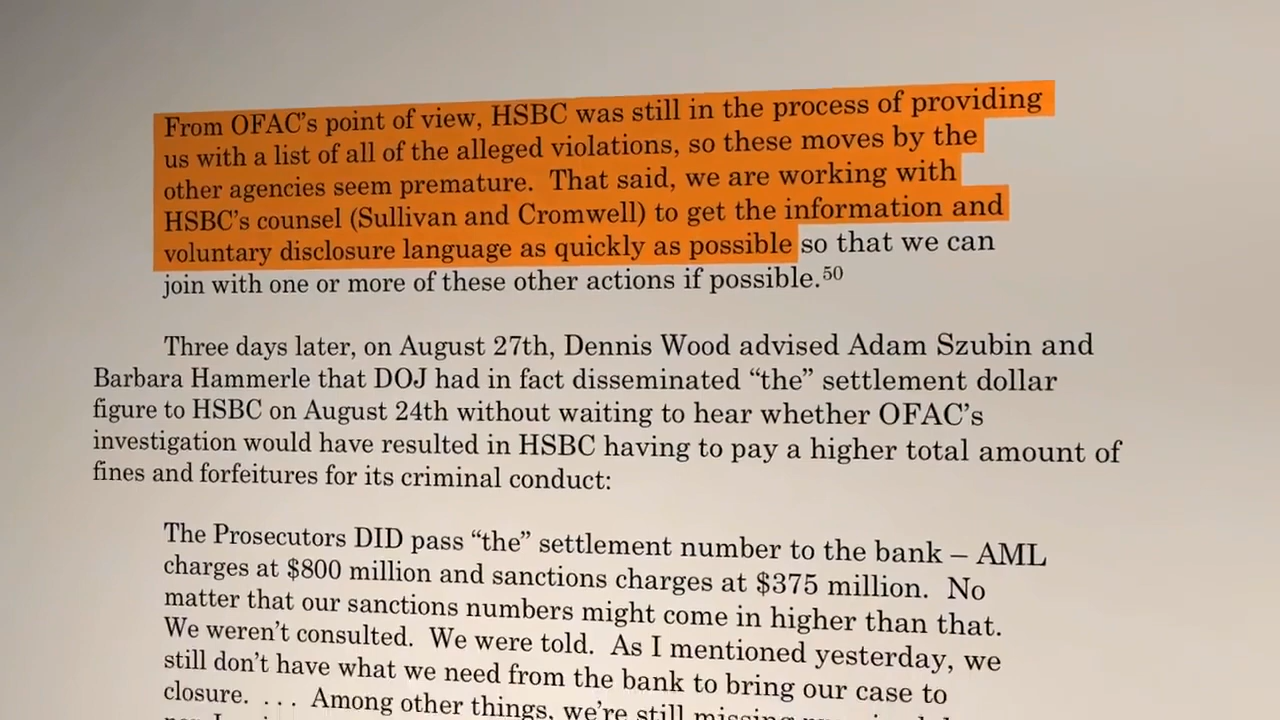 From OFAC’s point of view, HSBC was still in the process of providing
us with a list of all of the alleged violations, so these moves by the
other agencies seem premature.  That said, we are working with
HSBC’s counsel (Sullivan and Cromwell) to get the information and
voluntary disclosure language as quickly as possible so that we can
join with one or more of these other actions if possible.50
Three days later, on August 27th, Dennis Wood advised Adam Szubin and
Barbara Hammerle that DOJ had in fact disseminated “the” settlement dollar
figure to HSBC on August 24th without waiting to hear whether OFAC’s
investigation would have resulted in HSBC having to pay a higher total amount of
fines and forfeitures for its criminal conduct:
The Prosecutors DID pass “the” settlement number to the bank – AML
charges at $800 million and sanctions charges at $375 million.  No
matter that our sanctions numbers might come in higher than that.
We weren’t consulted.  We were told.  As I mentioned yesterday, we
still don’t have what we need from the bank to bring our case to
closure. . . .  Among other things, we’re still missing